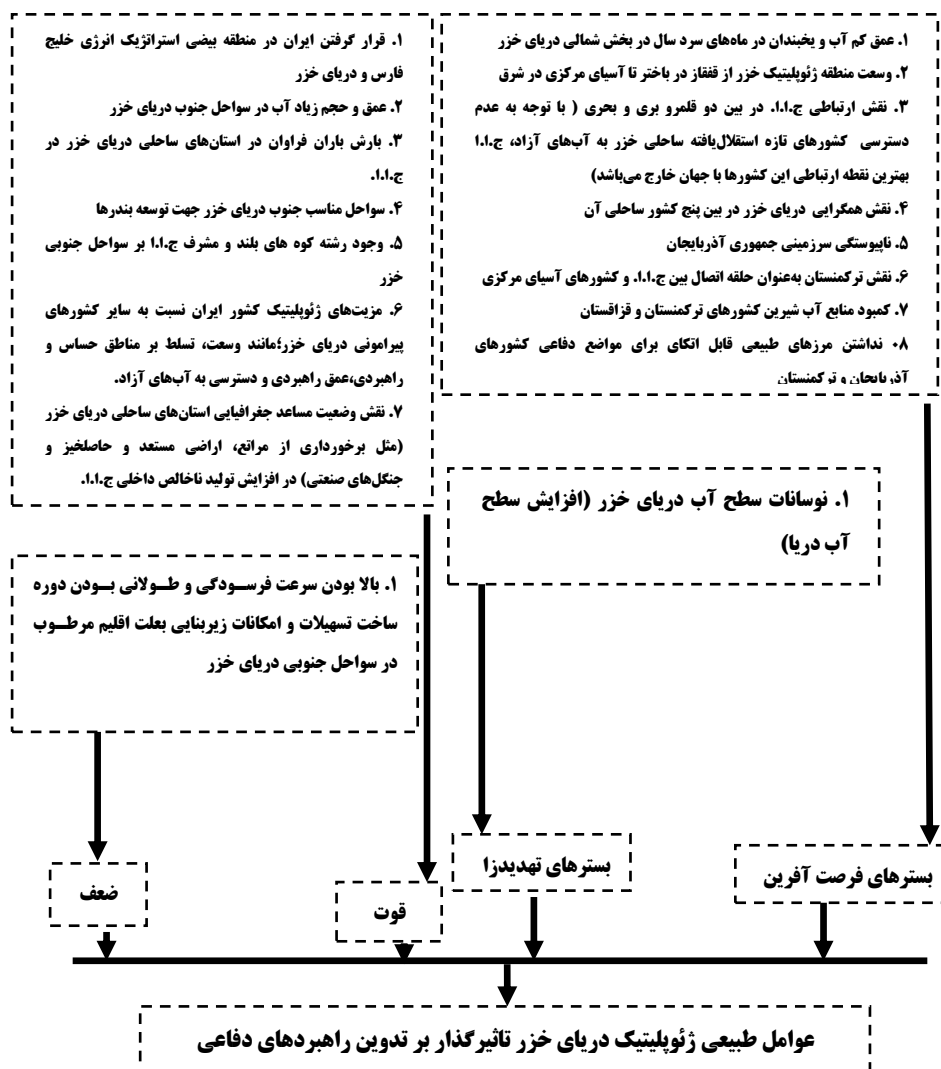 ۱. عمق کم آب و یخبندان در ماه‌های سرد سال در بخش شمالی دریای خزر
۲. وسعت منطقه ژئوپلیتیک خزر از قفقاز در باختر تا آسیای مرکزی در شرق
۳. نقش ارتباطی ج.ا.ا. در بین دو قلمرو بری و بحری ( با توجه به عدم
دسترسی کشورهای تازه استقلال‌یافته ساحلی خزر به آب‌های آزاد، ج.ا.ا
بهترین نقطه ارتباطی این کشورها با جهان خارج می‌باشد)
۴. نقش همگرایی دریای خزر در بین پنج کشور ساحلی آن
۵. ناپیوستگی سرزمینی جمهوری آذربایجان
۶. نقش ترکمنستان به‌عنوان حلقه اتصال بین ج.ا.ا. و کشورهای آسیای مرکزی
۷. کمبود منابع آب شیرین کشورهای ترکمنستان و قزاقستان
۰۸ نداشتن مرزهای طبیعی قابل اتکای برای مواضع دفاعی کشورهای
آذربایجان و ترکمنستان
۱. قرار گرفتن ایران در منطقه بیضی استراتژیک انرژی خلیج
فارس و دریای خزر
۲. عمق و حجم زیاد آب در سواحل جنوب دریای خزر
۳. بارش باران فراوان در استان‌های ساحلی دریای خزر در
ج.ا.ا.
۴. سواحل مناسب جنوب دریای خزر جهت توسعه بندرها
۵. وجود رشته کوه های بلند و مشرف ج.ا.ا بر سواحل جنوبی
خزر
۶. مزیت‌های ژئوپلیتیک کشور ایران نسبت به سایر کشورهای
پیرامونی دریای خزر؛مانند وسعت، تسلط بر مناطق حساس و
راهبردی،عمق راهبردی و دسترسی به آب‌های آزاد.
۷. نقش وضعیت مساعد جغرافیایی استان‌های ساحلی دریای خزر
(مثل برخورداری از مراتع، اراضی مستعد و حاصلخیز و
جنگل‌های صنعتی) در افزایش تولید ناخالص داخلی ج.ا.ا.
۱. نوسانات سطح آب دریای خزر (افزایش سطح
آب دریا)
۱. بالا بودن سرعت فرســودگی و طــولانی بــودن دوره
ساخت تسهیلات و امکانات زیربنایی بعلت اقلیم مرطــوب
در سواحل جنوبی دریای خزر
بسترهای فرصت آفرین
بسترهای تهدیدزا
قوت
ضعف
عوامل طبیعی ژئوپلیتیک دریای خزر تاثیرگذار بر تدوین راهبردهای دفاعی